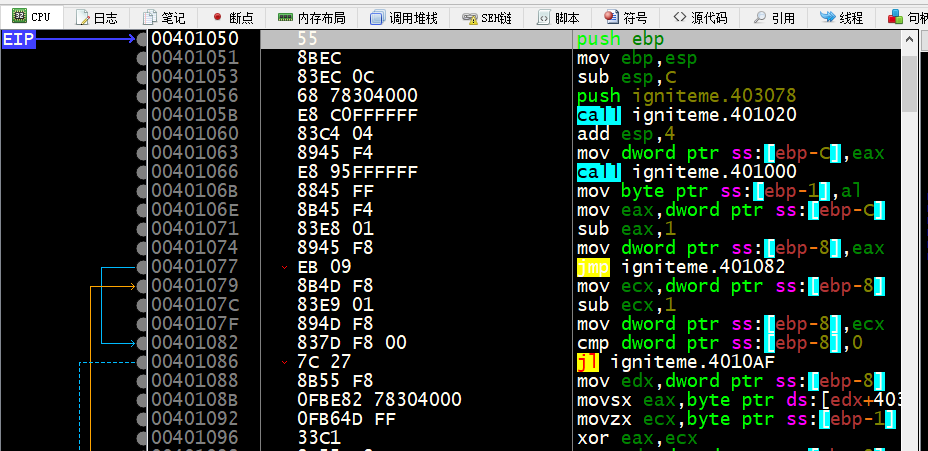 CPU 日志 笔记 断点 内存布局 调用堆栈 SEH链 脚本 符号 源代码 引用 线程 句柄
EIP 00401050 55 push ebp
00401051 8BEC mov ebp,esp
00401053 83EC 0C sub esp,C
00401056 68 78304000 push igniteme.403078
0040105B E8 C0FFFFFF call igniteme.401020
00401060 83C4 04 add esp,4
00401063 8945 F4 mov dword ptr ss:[ebp-C],eax
00401066 E8 95FFFFFF call igniteme.401000
0040106B 8845 FF mov byte ptr ss:[ebp-1],al
0040106E 8B45 F4 mov eax,dword ptr ss:[ebp-C]
00401071 83E8 01 sub eax,1
00401074 8945 F8 mov dword ptr ss:[ebp-8],eax
00401077 EB 09 jmp igniteme.401082
00401079 8B4D F8 mov ecx,dword ptr ss:[ebp-8]
0040107C 83E9 01 sub ecx,1
0040107F 894D F8 mov dword ptr ss:[ebp-8],ecx
00401082 837D F8 00 cmp dword ptr ss:[ebp-8],0
00401086 7C 27 jl igniteme.4010AF
00401088 8B55 F8 mov edx,dword ptr ss:[ebp-8]
0040108B 0FBE82 78304000 movsx eax,byte ptr ds:[edx+403
00401092 0FB64D FF movzx ecx,byte ptr ss:[ebp-1]
00401096 33C1 xor eax,ecx